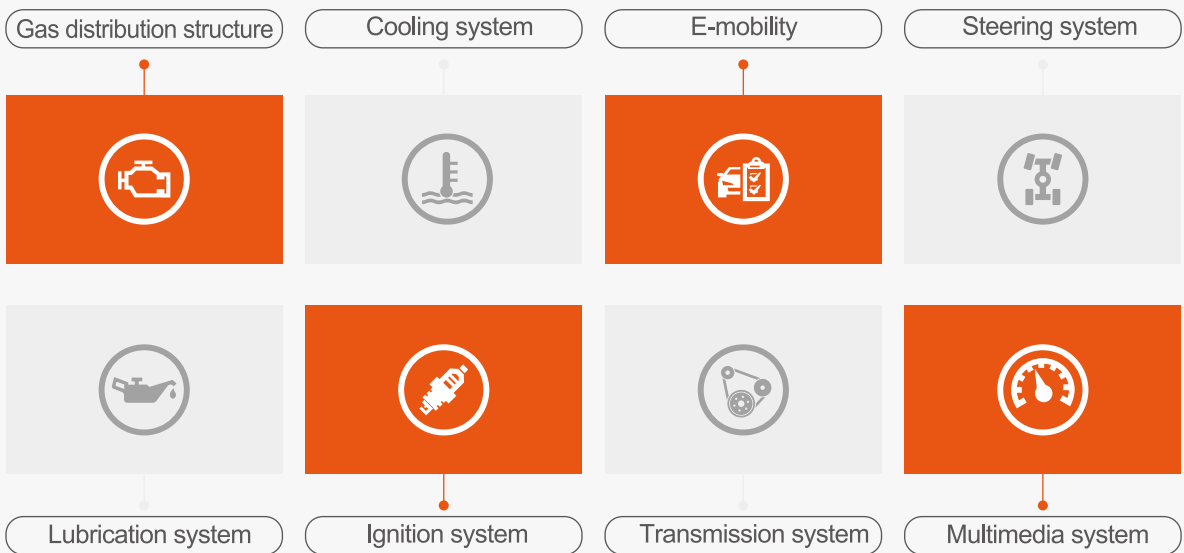 Gas distribution structure
Cooling system
E-mobility
Steering system
Lubrication system
Ignition system
Transmission system
Multimedia system